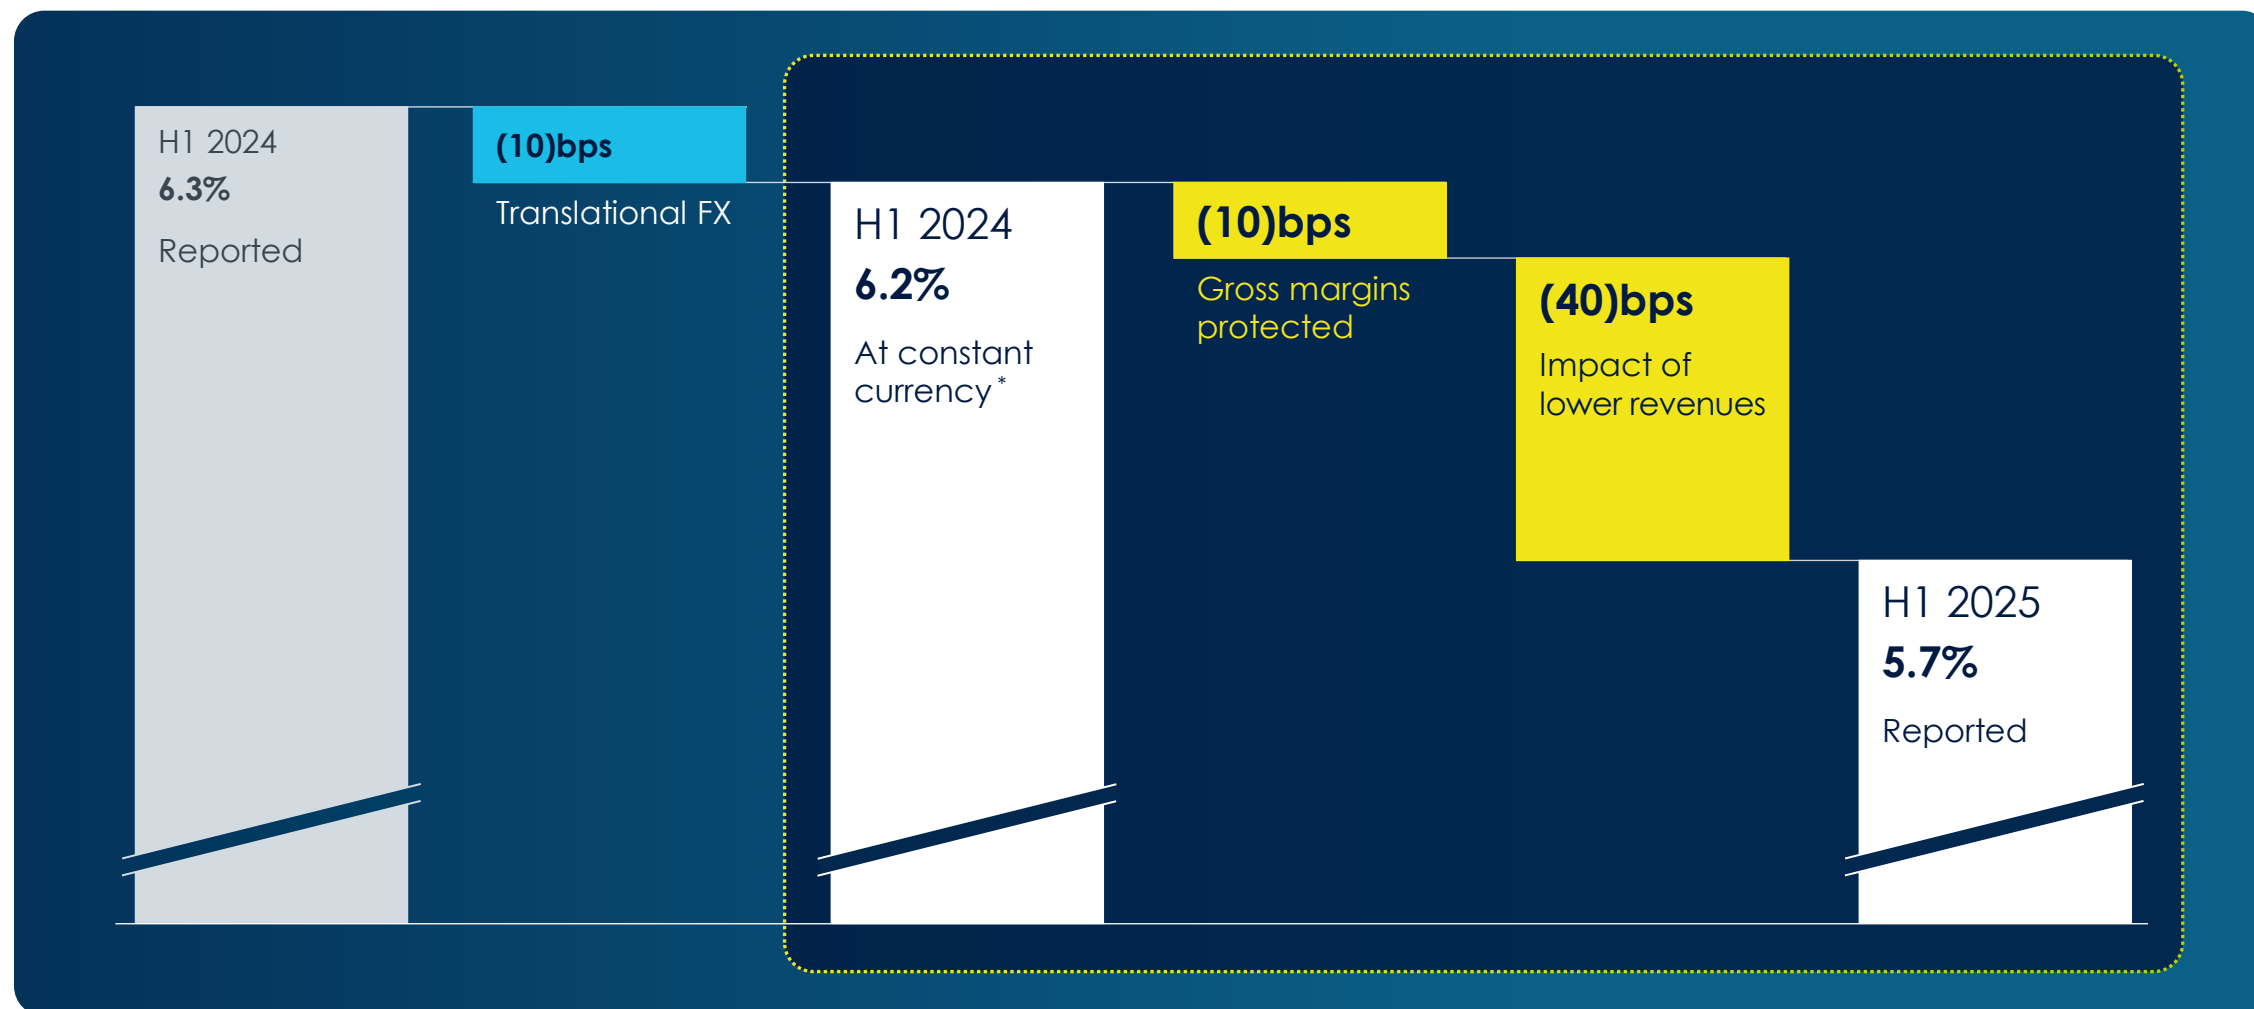 H1 2024
6.3%
Reported
(10)bps
Translational FX
H1 2024
6.2%
At constant
currency*
(10)bps
Gross margins
protected
(40)bps
Impact of
lower revenues
H1 2025
5.7%
Reported